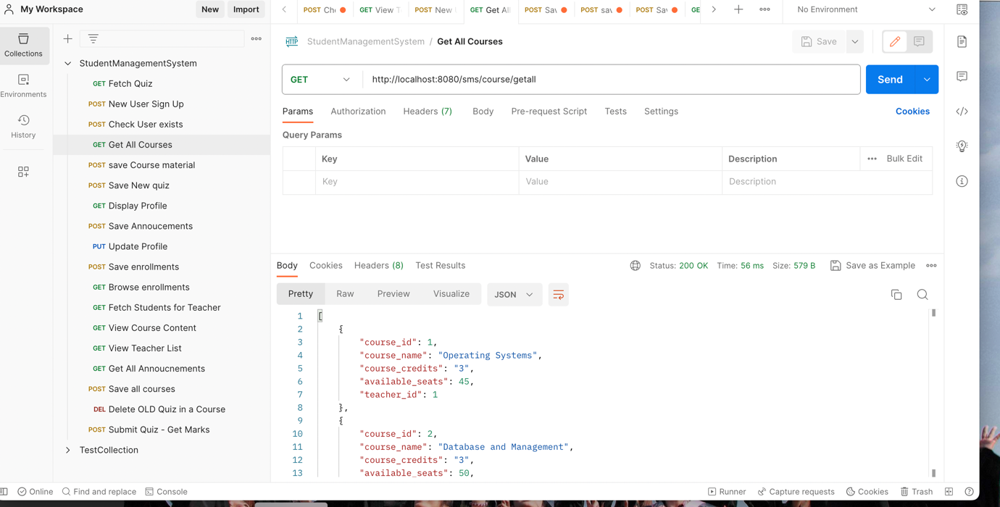 My Workspace New Import
POST Che GET View T POST New GET Get All POST Sav POST sav POST Sav GE No Environment
Collections
Environments
History
StudentManagementSystem
GET Fetch Quiz
POST New User Sign Up
POST Check User exists
GET Get All Courses
POST save Course material
POST Save New quiz
GET Display Profile
POST Save Annoucements
PUT Update Profile
POST Save enrollments
GET Browse enrollments
GET Fetch Students for Teacher
GET View Course Content
GET View Teacher List
GET Get All Annoucnements
POST Save all courses
DEL Delete OLD Quiz in a Course
POST Submit Quiz - Get Marks
TestCollection
HTTP StudentManagementSystem / Get All Courses Save
GET http://localhost:8080/sms/course/getall Send
Params Authorization Headers (7) Body Pre-request Script Tests Settings Cookies
Query Params
Key Value Description Bulk Edit
Key Value Description
Body Cookies Headers (8) Test Results Status: 200 OK Time: 56 ms Size: 579 B Save as Example
Pretty Raw Preview Visualize JSON
1 [
2 {
3 "course_id": 1,
4 "course_name": "Operating Systems",
5 "course_credits": "3",
6 "available_seats": 45,
7 "teacher_id": 1
8 },
9 {
10 "course_id": 2,
11 "course_name": "Database and Management",
12 "course_credits": "3",
13 "available_seats": 50,
Online Find and replace Console Runner Capture requests Cookies Trash